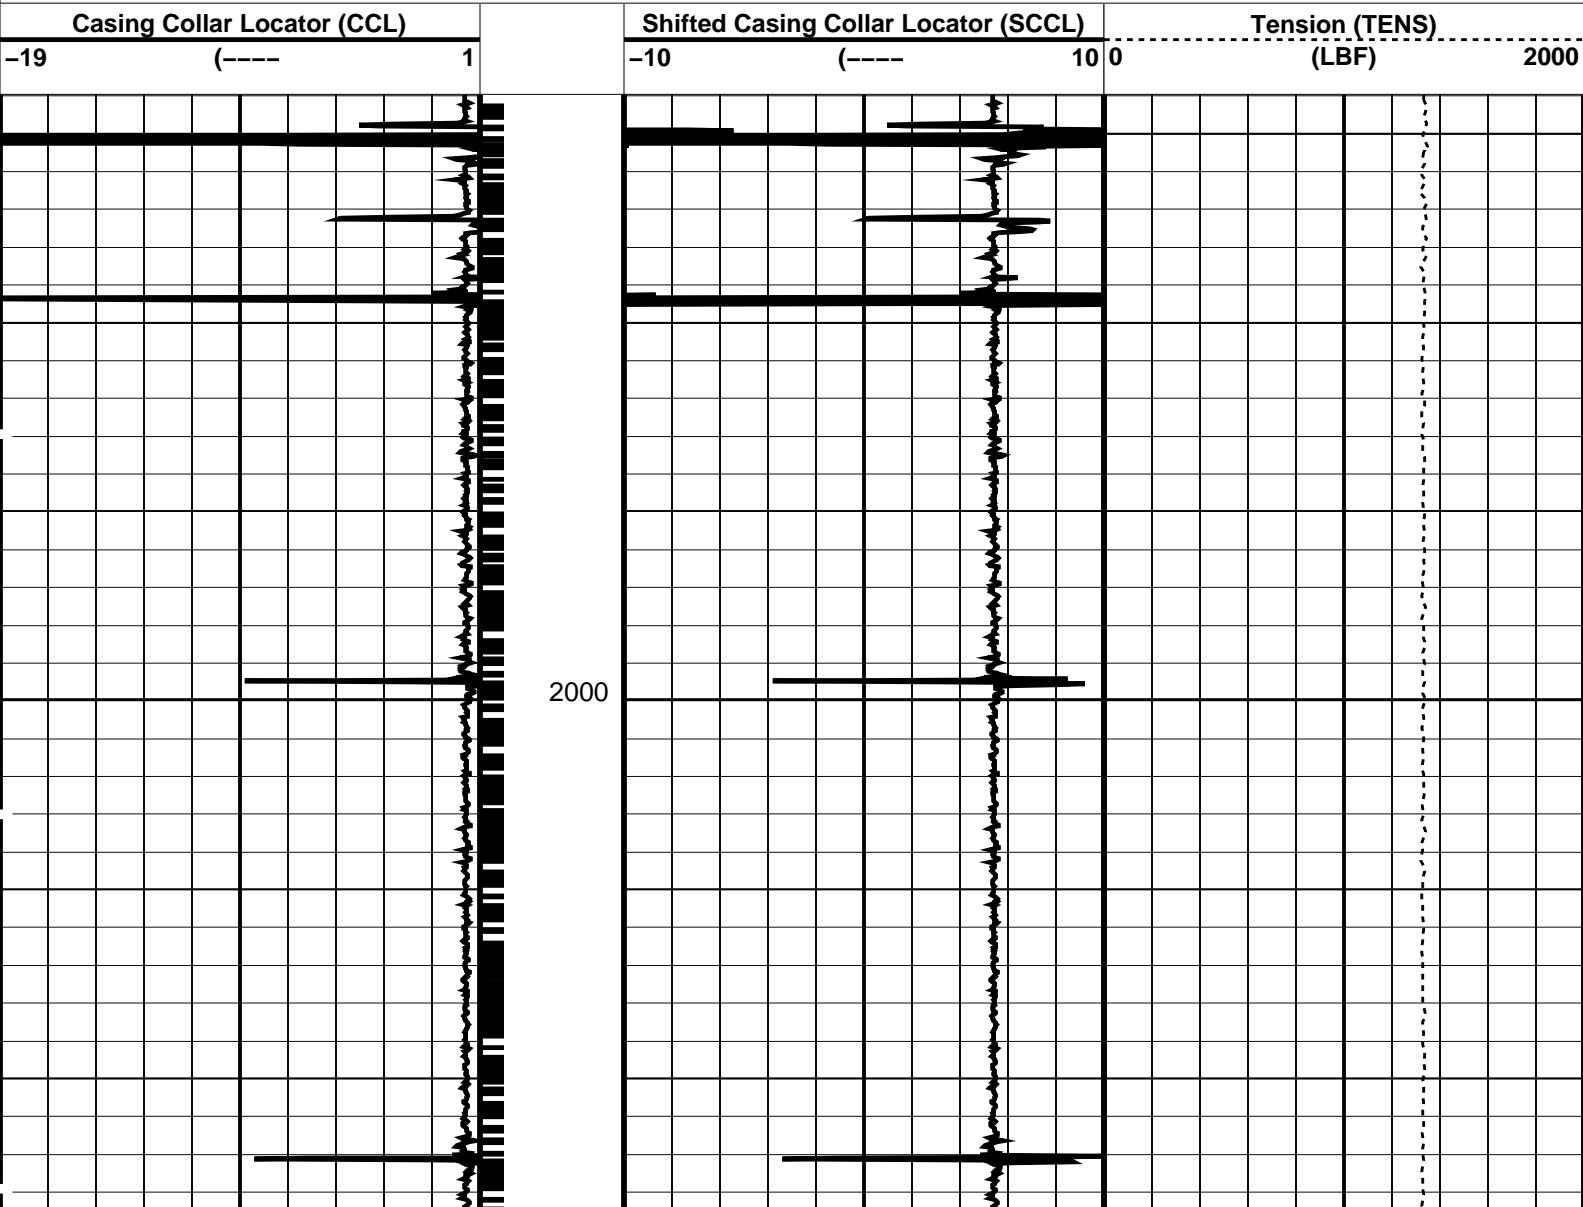 Casing Collar Locator (CCL) Shifted Casing Collar Locator (SCCL) Tension (TENS)
−19 (−−−− 1 −10 (−−−− 10 0 (LBF) 2000
2000